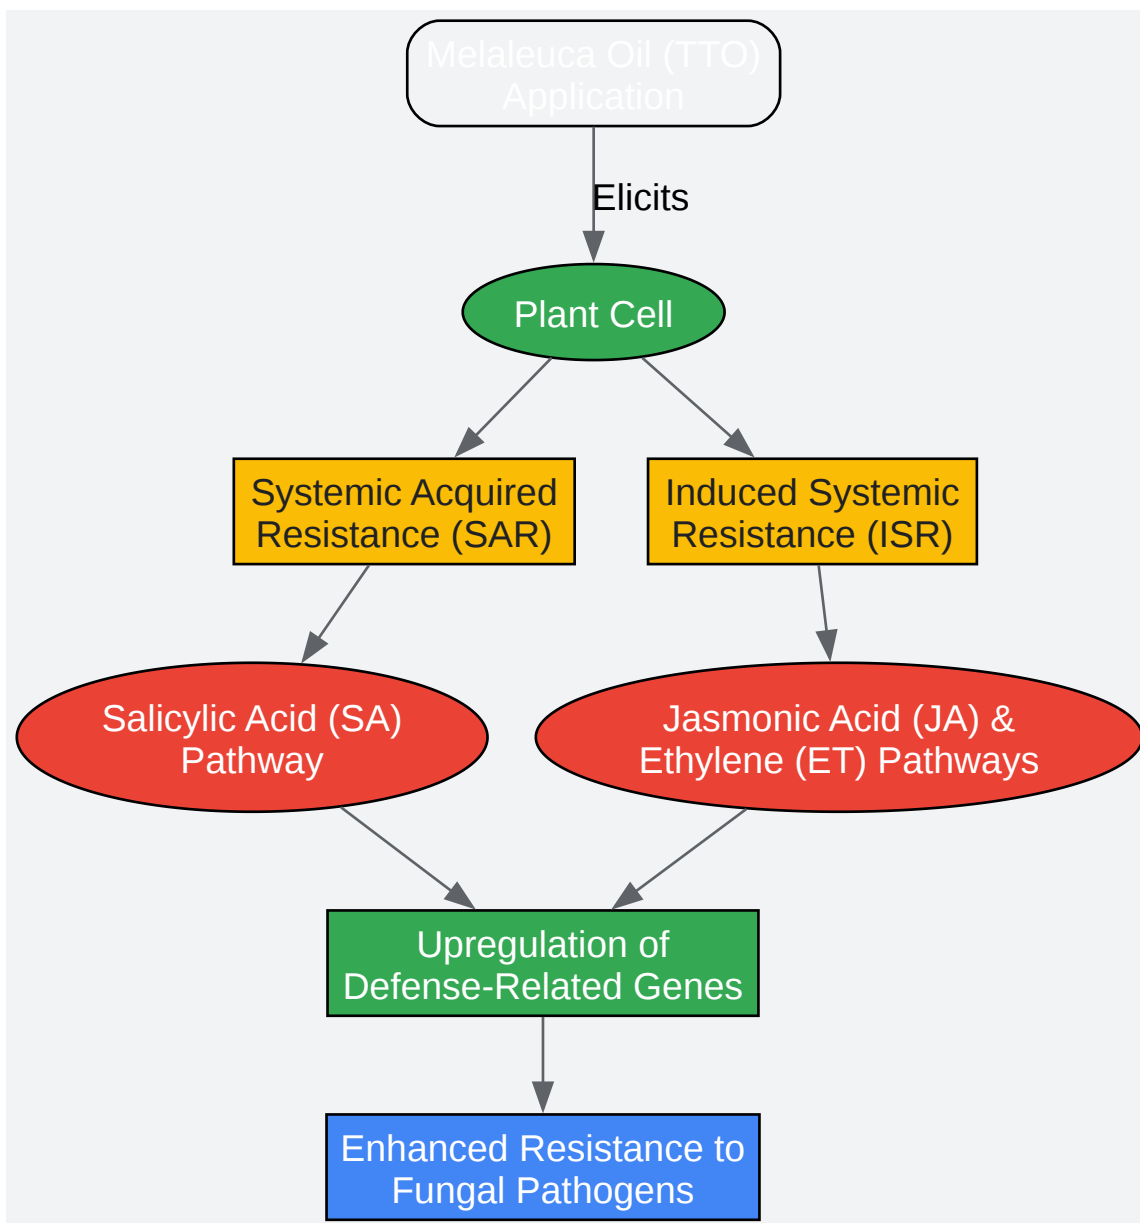 Melaleuca Oil (TTO)
Application
Elicits
Plant Cell
Systemic Acquired
Resistance (SAR)
Induced Systemic
Resistance (ISR)
Salicylic Acid (SA)
Pathway
Jasmonic Acid (JA) &
Ethylene (ET) Pathways
Upregulation of
Defense-Related Genes
Enhanced Resistance to
Fungal Pathogens